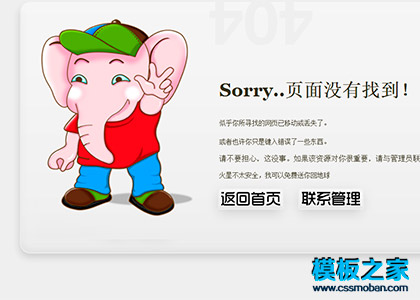 404
Sorry..页面没有找到！
似乎你所寻找的网页已移动或丢失了。
或者也许你只是键入错误了一些东西。
请不要担心，这没事。如果该资源对你很重要，请与管理员联
火星不太安全，我可以免费送你回地球
返回首页 联系管理
模板之家
www.cssmoban.com